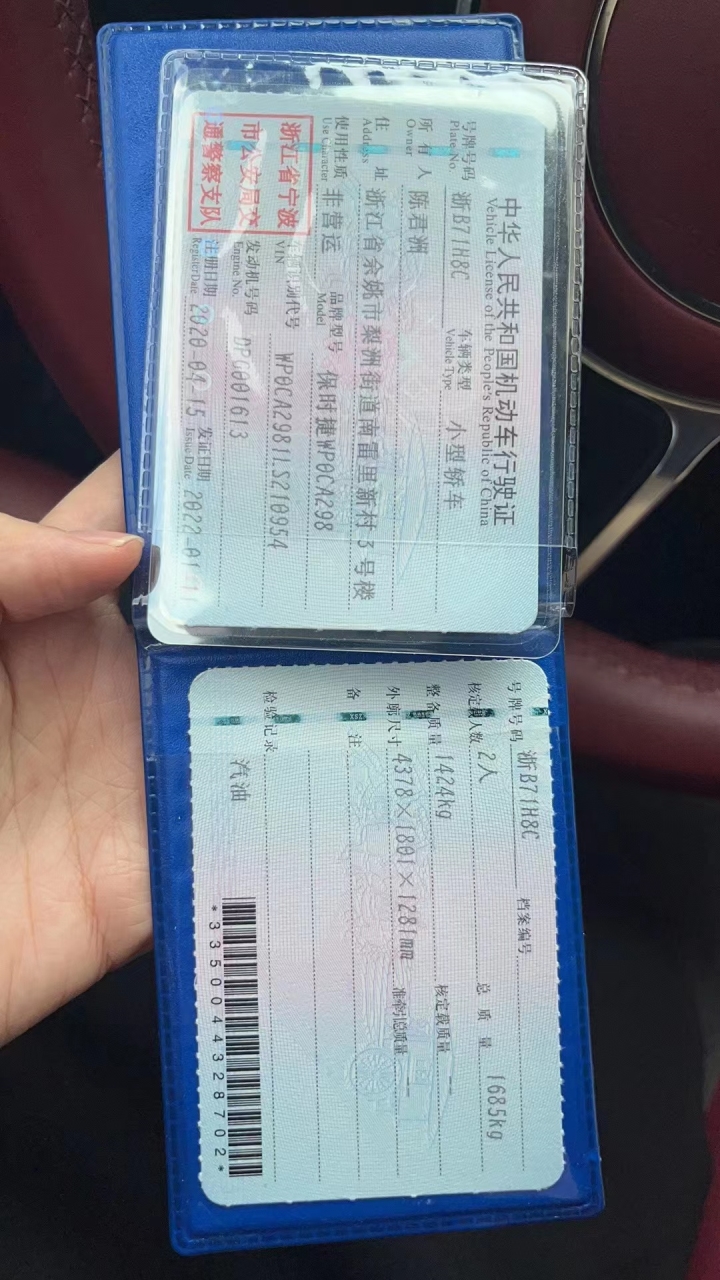 中华人民共和国机动车行驶证
Vehicle License of the People's Republic of China
号牌号码 浙B71H8C 车辆类型 小型轿车
Plate No. Vehicle Type
所有人 陈君洲
Owner
住址 浙江省余姚市梨洲街道南雷里新村3号楼
Address
使用性质 非营运 品牌型号 保时捷WP0CA298
Use Character Model
浙江省宁波
市公安局交
通警察支队
车辆识别代号 WP0CA2981LS210954
VIN
发动机号码 DPG001613
Engine No.
注册日期 2020-04-15 发证日期 2022-01-11
Register Date Issue Date
号牌号码 浙B71H8C 档案编号
核定载人数 2人 总质量 1685kg
整备质量 1424kg 核定载质量 --
外廓尺寸 4378×1801×1281mm 准牵引总质量 --
备注
检验记录
汽油
*3350044328702*